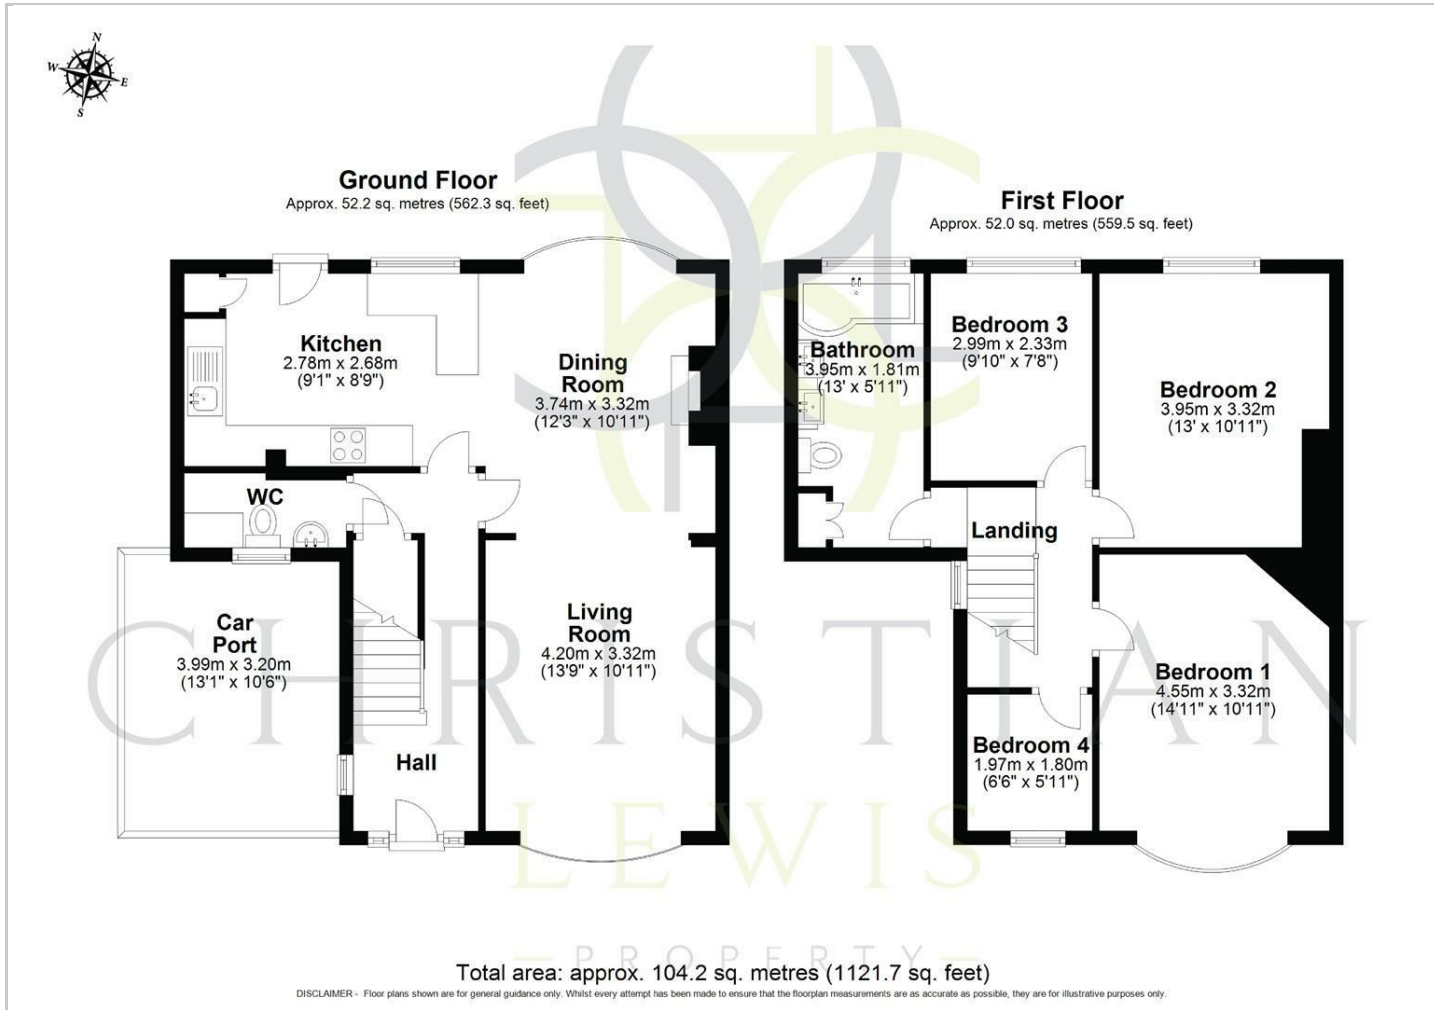 N
W
E
S
Ground Floor
Approx. 52.2 sq. metres (562.3 sq. feet)
Kitchen
2.78m x 2.68m
(9'1" x 8'9")
Dining
Room
3.74m x 3.32m
(12'3" x 10'11")
WC
Car
Port
3.99m x 3.20m
(13'1" x 10'6")
Living
Room
4.20m x 3.32m
(13'9" x 10'11")
Hall
First Floor
Approx. 52.0 sq. metres (559.5 sq. feet)
Bathroom
3.95m x 1.81m
(13' x 5'11")
Bedroom 3
2.99m x 2.33m
(9'10" x 7'8")
Bedroom 2
3.95m x 3.32m
(13' x 10'11")
Landing
Bedroom 1
4.55m x 3.32m
(14'11" x 10'11")
Bedroom 4
1.97m x 1.80m
(6'6" x 5'11")
CHRISTIAN
LEWIS
PROPERTY
Total area: approx. 104.2 sq. metres (1121.7 sq. feet)
DISCLAIMER - Floor plans shown are for general guidance only. Whilst every attempt has been made to ensure that the floorplan measurements are as accurate as possible, they are for illustrative purposes only.